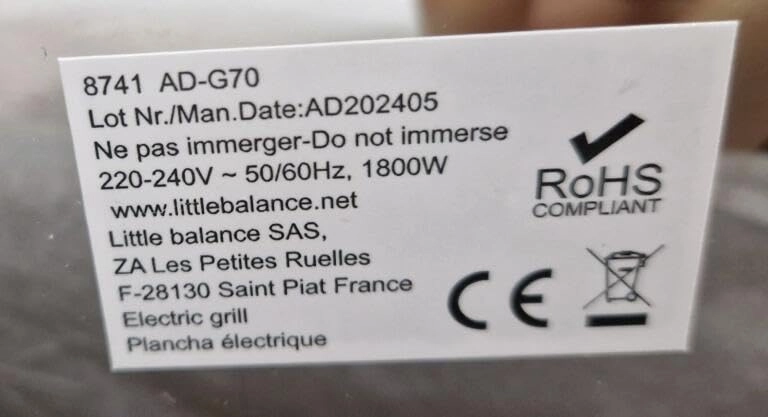 8741 AD-G70
Lot Nr./Man.Date:AD202405
Ne pas immerger-Do not immerse
220-240V ~ 50/60Hz, 1800W
www.littlebalance.net
Little balance SAS,
ZA Les Petites Ruelles
F-28130 Saint Piat France
Electric grill
Plancha électrique
RoHS
COMPLIANT
CE